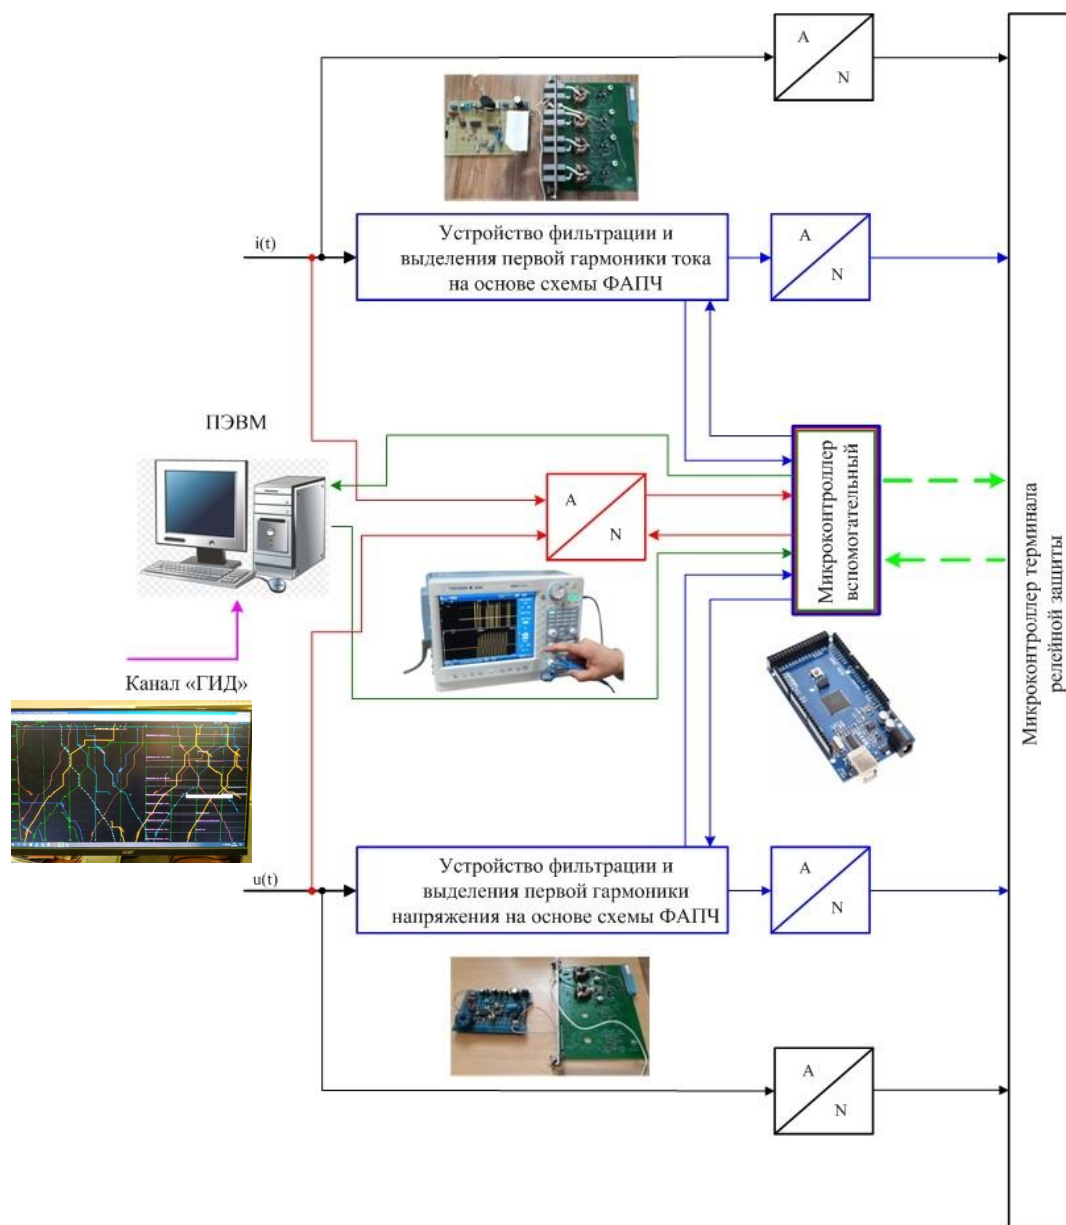 A
N
Устройство фильтрации и
выделения первой гармоники тока
на основе схемы ФАПЧ
A
N
i(t)
ПЭВМ
A
N
Микроконтроллер
вспомогательный
Микроконтроллер терминала
релейной защиты
Канал «ГИД»
u(t)
Устройство фильтрации и
выделения первой гармоники
напряжения на основе схемы ФАПЧ
A
N
A
N